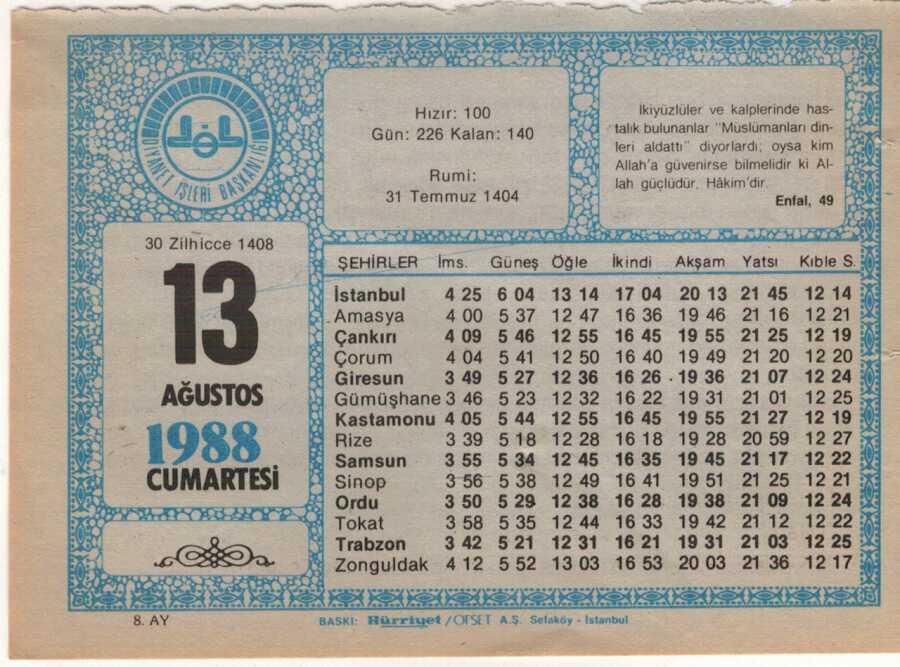 DİYANET İŞLERİ BAŞKANLIĞI
Hızır: 100
Gün: 226 Kalan: 140
Rumi:
31 Temmuz 1404
İkiyüzlüler ve kalplerinde has-
talık bulunanlar "Müslümanları din-
leri aldattı" diyorlardı; oysa kim
Allah'a güvenirse bilmelidir ki Al-
lah güçlüdür, Hâkim'dir.
Enfal, 49
30 Zilhicce 1408
13
AĞUSTOS
1988
CUMARTESİ
ŞEHİRLER İms. Güneş Öğle İkindi Akşam Yatsı Kıble S.
İstanbul 4 25 6 04 13 14 17 04 20 13 21 45 12 14
Amasya 4 00 5 37 12 47 16 36 19 46 21 16 12 21
Çankırı 4 09 5 46 12 55 16 45 19 55 21 25 12 19
Çorum 4 04 5 41 12 50 16 40 19 49 21 20 12 20
Giresun 3 49 5 27 12 36 16 26 19 36 21 07 12 24
Gümüşhane 3 46 5 23 12 32 16 22 19 31 21 01 12 25
Kastamonu 4 05 5 44 12 55 16 45 19 55 21 27 12 19
Rize 3 39 5 18 12 28 16 18 19 28 20 59 12 27
Samsun 3 55 5 34 12 45 16 35 19 45 21 17 12 22
Sinop 3 56 5 38 12 49 16 41 19 51 21 25 12 21
Ordu 3 50 5 29 12 38 16 28 19 38 21 09 12 24
Tokat 3 58 5 35 12 44 16 33 19 42 21 12 12 22
Trabzon 3 42 5 21 12 31 16 21 19 31 21 03 12 25
Zonguldak 4 12 5 52 13 03 16 53 20 03 21 36 12 17
8. AY
BASKI: Hürriyet/OFSET A.Ş. Sefaköy - İstanbul